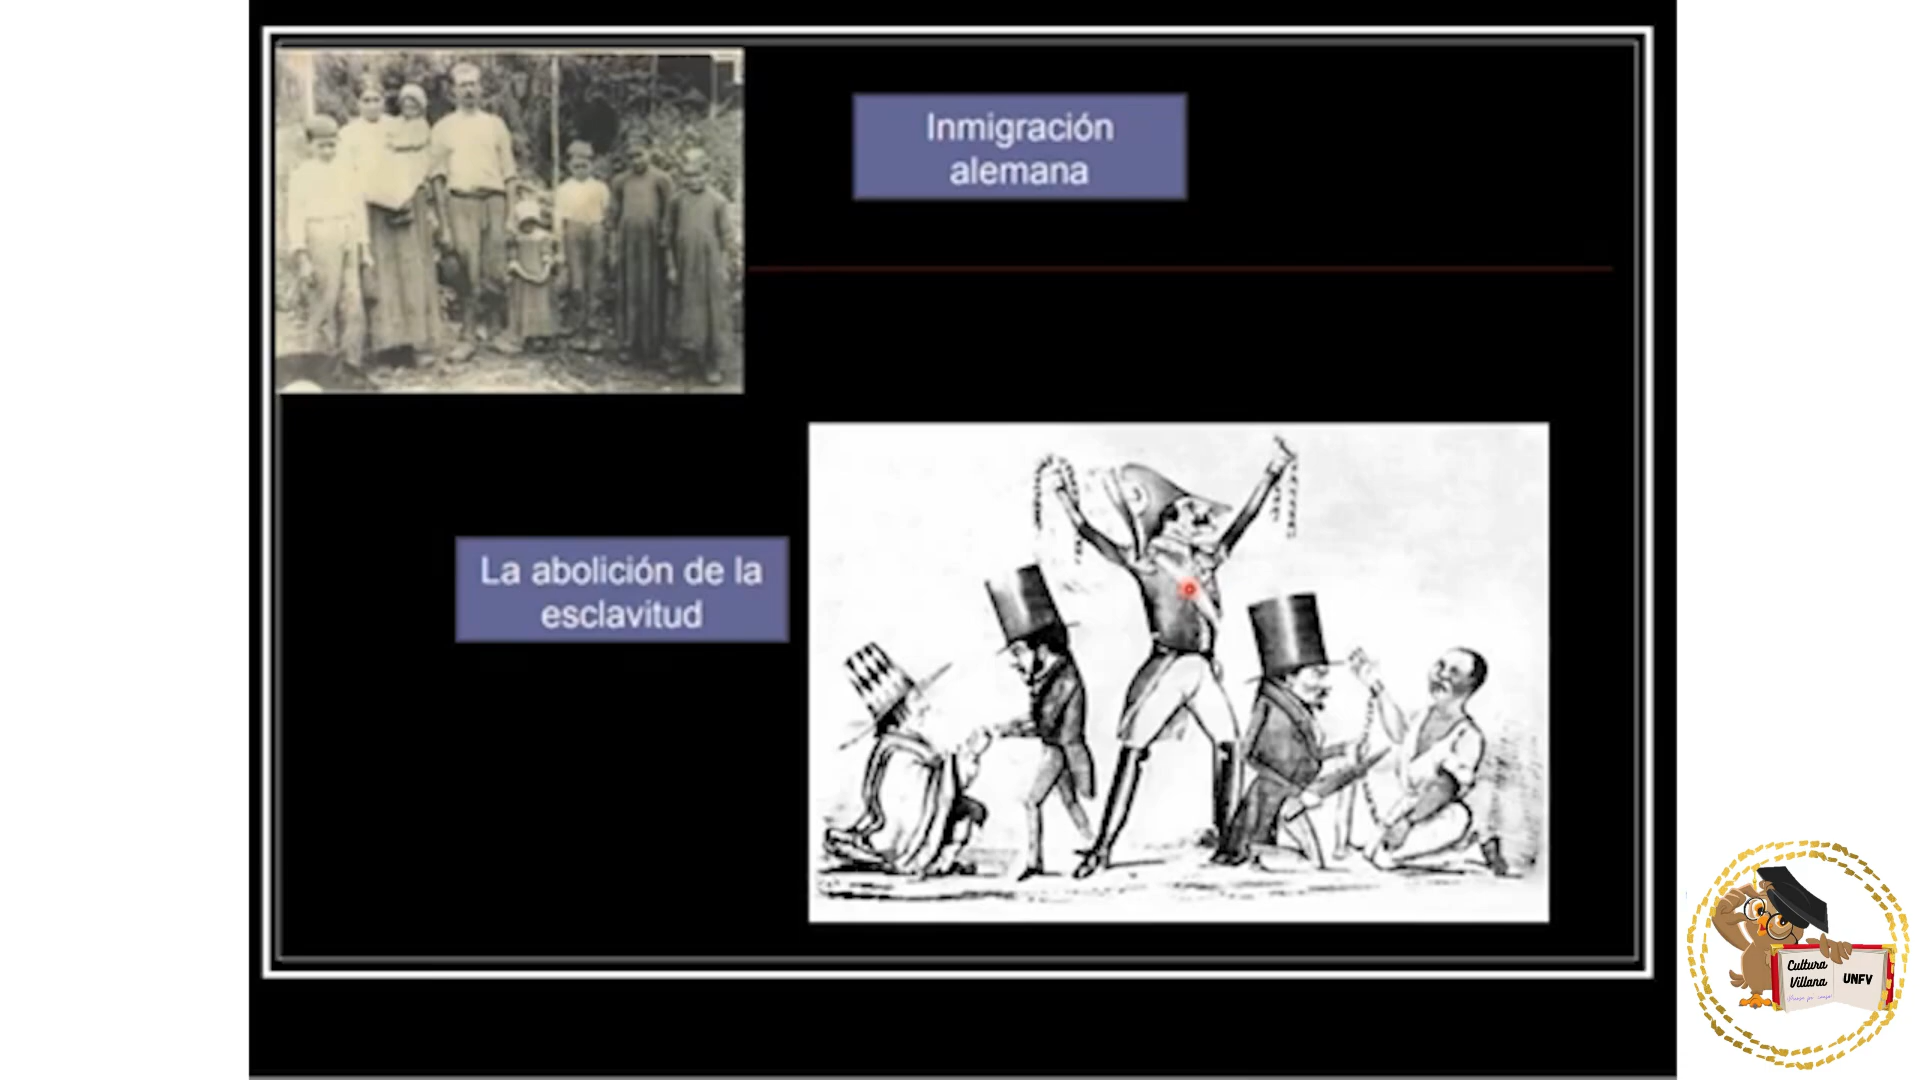 Inmigración
alemana
La abolición de la
esclavitud
Cultura
Villana
UNFV